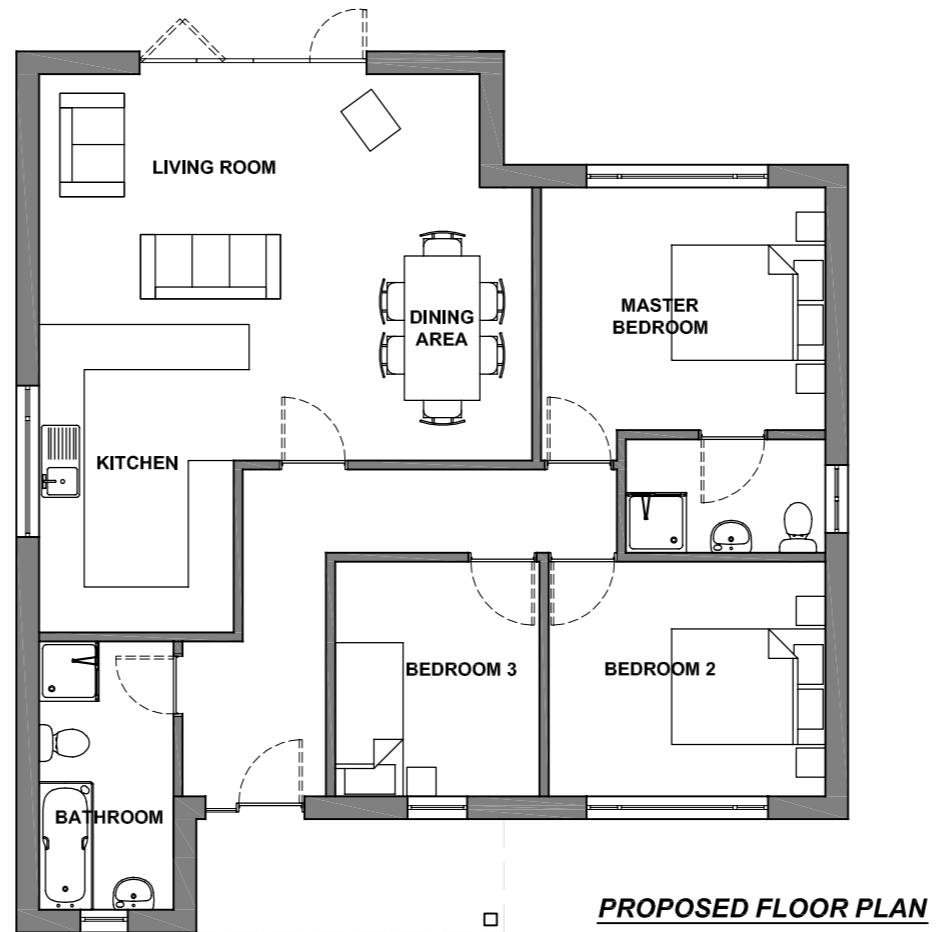 LIVING ROOM
MASTER
BEDROOM
DINING
AREA
KITCHEN
BEDROOM 3
BEDROOM 2
BATHROOM
PROPOSED FLOOR PLAN